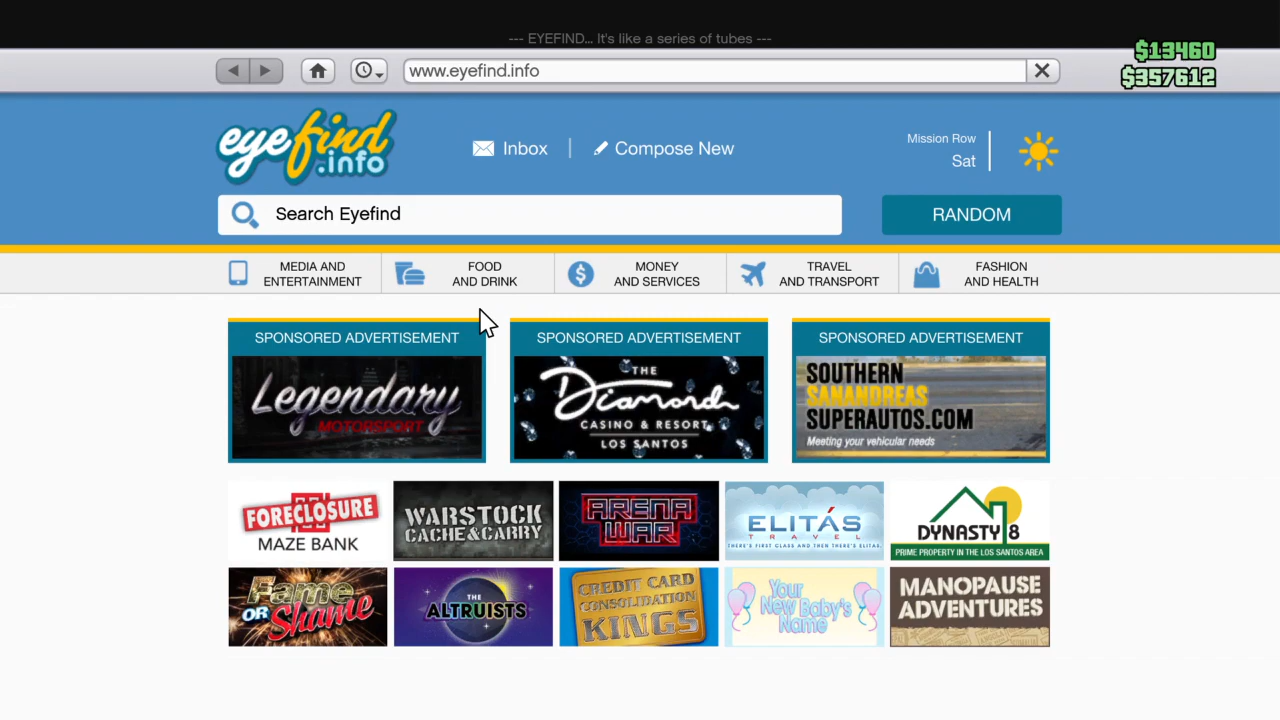 --- EYEFIND... It's like a series of tubes ---
$13460
www.eyefind.info
$357612
eyefind
.info
Inbox
Compose New
Mission Row
Sat
Search Eyefind
RANDOM
MEDIA AND
ENTERTAINMENT
FOOD
AND DRINK
MONEY
AND SERVICES
TRAVEL
AND TRANSPORT
FASHION
AND HEALTH
SPONSORED ADVERTISEMENT
Legendary
MOTORSPORT
SPONSORED ADVERTISEMENT
THE
Diamond
CASINO & RESORT
LOS SANTOS
SPONSORED ADVERTISEMENT
SOUTHERN
SANANDREAS
SUPERAUTOS.COM
Meeting your vehicular needs
FORECLOSURE
MAZE BANK
WARSTOCK
CACHE&CARRY
ARENA
WAR
ELITÁS
TRAVEL
THERE'S FIRST CLASS AND THEN THERE'S ELITAS
DYNASTY 8
PRIME PROPERTY IN THE LOS SANTOS AREA
Fame
OR Shame
THE
ALTRUISTS
CREDIT CARD
CONSOLIDATION
KINGS
Your
New Baby's
Name
MANOPAUSE
ADVENTURES